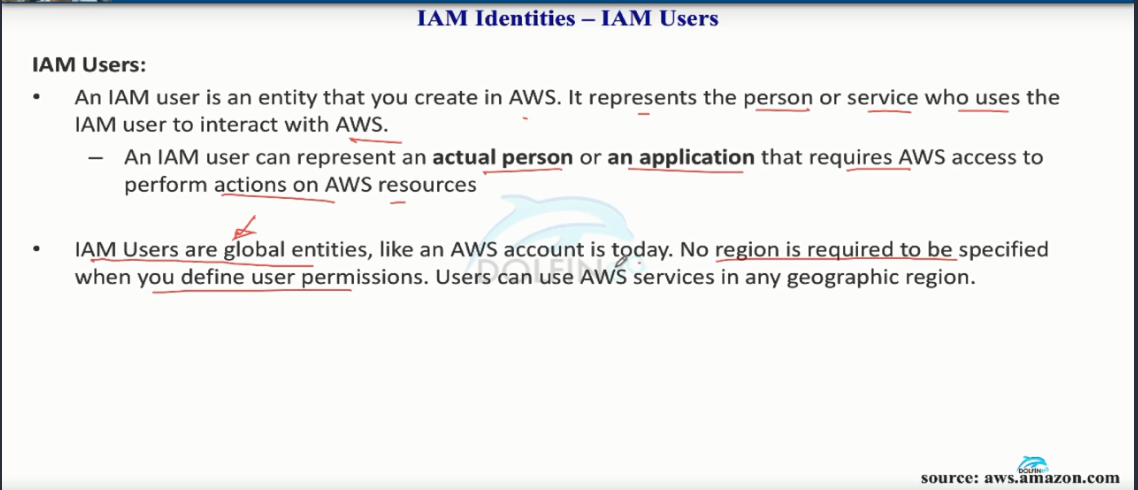 IAM Identities – IAM Users
IAM Users:
• An IAM user is an entity that you create in AWS. It represents the person or service who uses the
IAM user to interact with AWS.
– An IAM user can represent an actual person or an application that requires AWS access to
perform actions on AWS resources
• IAM Users are global entities, like an AWS account is today. No region is required to be specified
when you define user permissions. Users can use AWS services in any geographic region.
DOLFIN
DOLFIN
source: aws.amazon.com